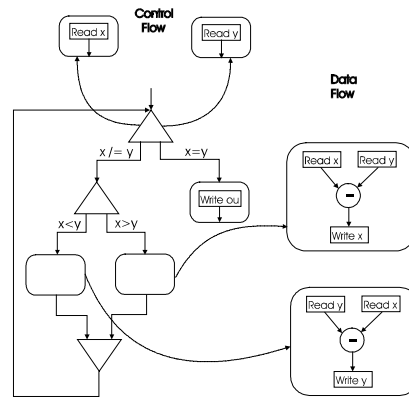 Control
Flow
Read x
Read y
Data
Flow
x /= y
x=y
Read x
Read y
-
Write x
Write ou
x<y
x>y
Read y
Read x
-
Write y